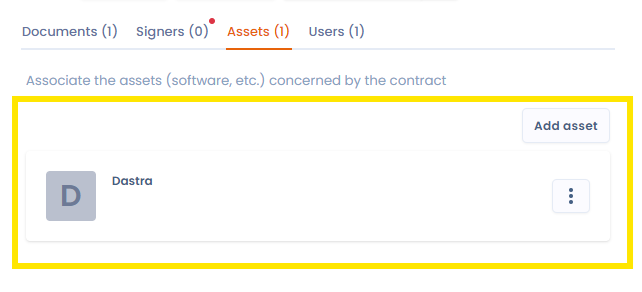 Documents (1) Signers (0) Assets (1) Users (1)
Associate the assets (software, etc.) concerned by the contract
Add asset
D Dastra